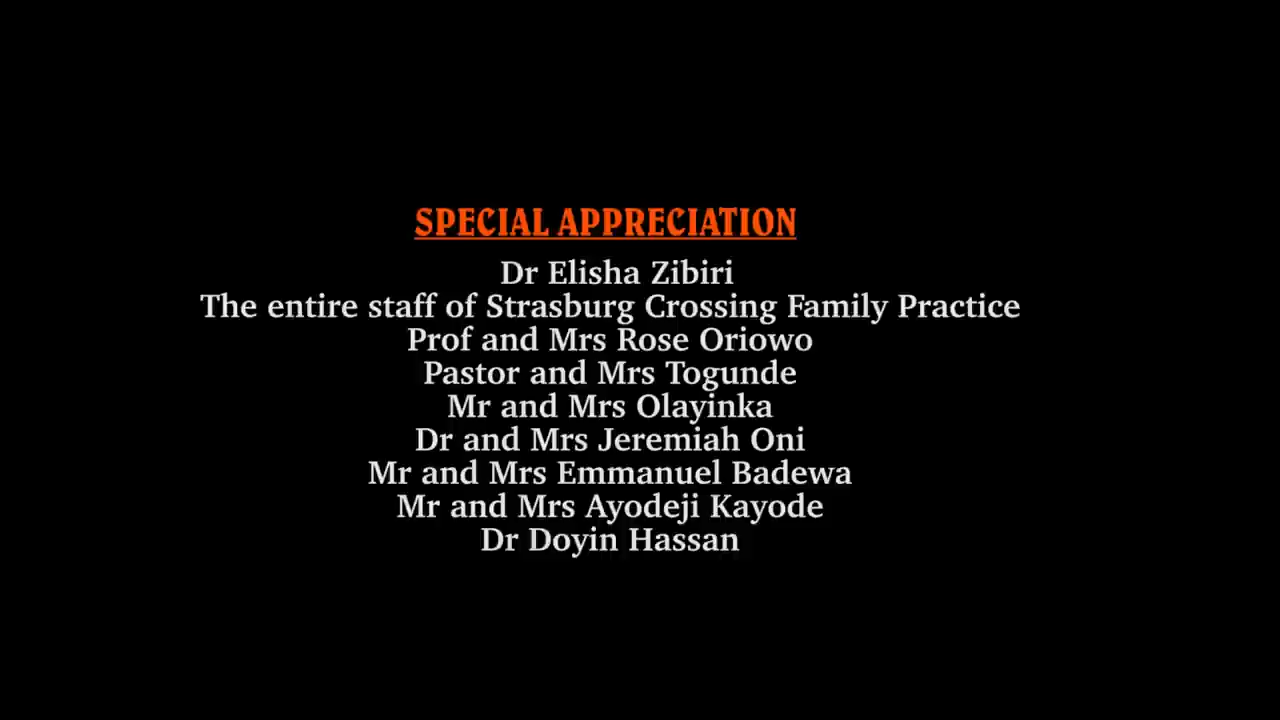 SPECIAL APPRECIATION
Dr Elisha Zibiri
The entire staff of Strasburg Crossing Family Practice
Prof and Mrs Rose Oriowo
Pastor and Mrs Togunde
Mr and Mrs Olayinka
Dr and Mrs Jeremiah Oni
Mr and Mrs Emmanuel Badewa
Mr and Mrs Ayodeji Kayode
Dr Doyin Hassan